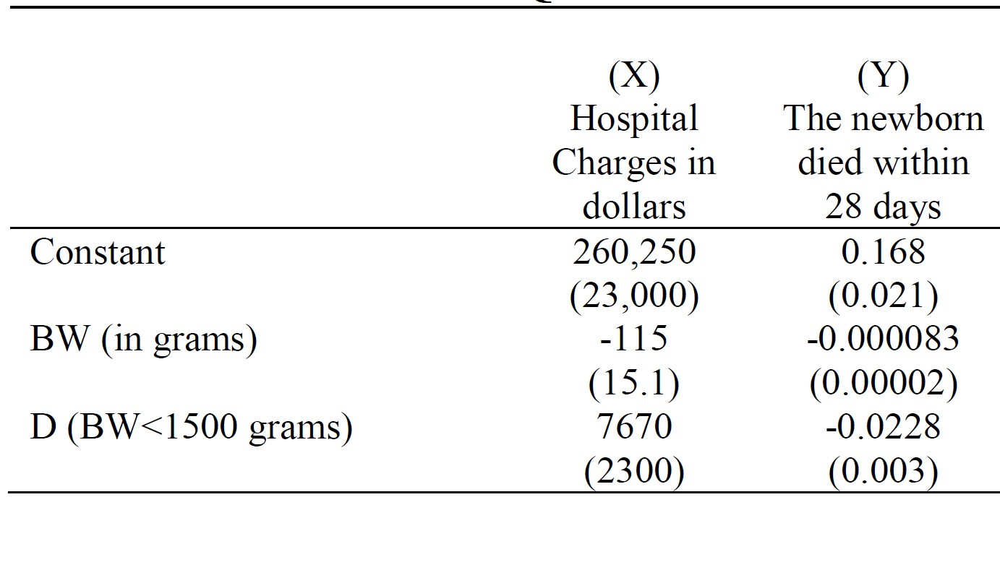 (X) (Y)
Hospital The newborn
Charges in died within
dollars 28 days
Constant 260,250 0.168
(23,000) (0.021)
BW (in grams) -115 -0.000083
(15.1) (0.00002)
D (BW<1500 grams) 7670 -0.0228
(2300) (0.003)